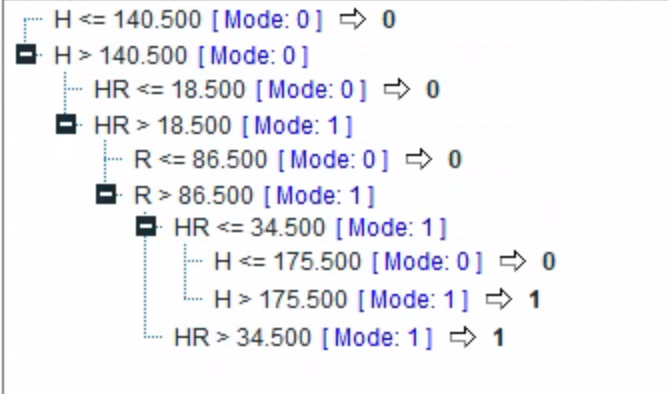 H <= 140.500 [ Mode: 0 ] ⇨ 0
H > 140.500 [ Mode: 0 ]
HR <= 18.500 [ Mode: 0 ] ⇨ 0
HR > 18.500 [ Mode: 1 ]
R <= 86.500 [ Mode: 0 ] ⇨ 0
R > 86.500 [ Mode: 1 ]
HR <= 34.500 [ Mode: 1 ]
H <= 175.500 [ Mode: 0 ] ⇨ 0
H > 175.500 [ Mode: 1 ] ⇨ 1
HR > 34.500 [ Mode: 1 ] ⇨ 1